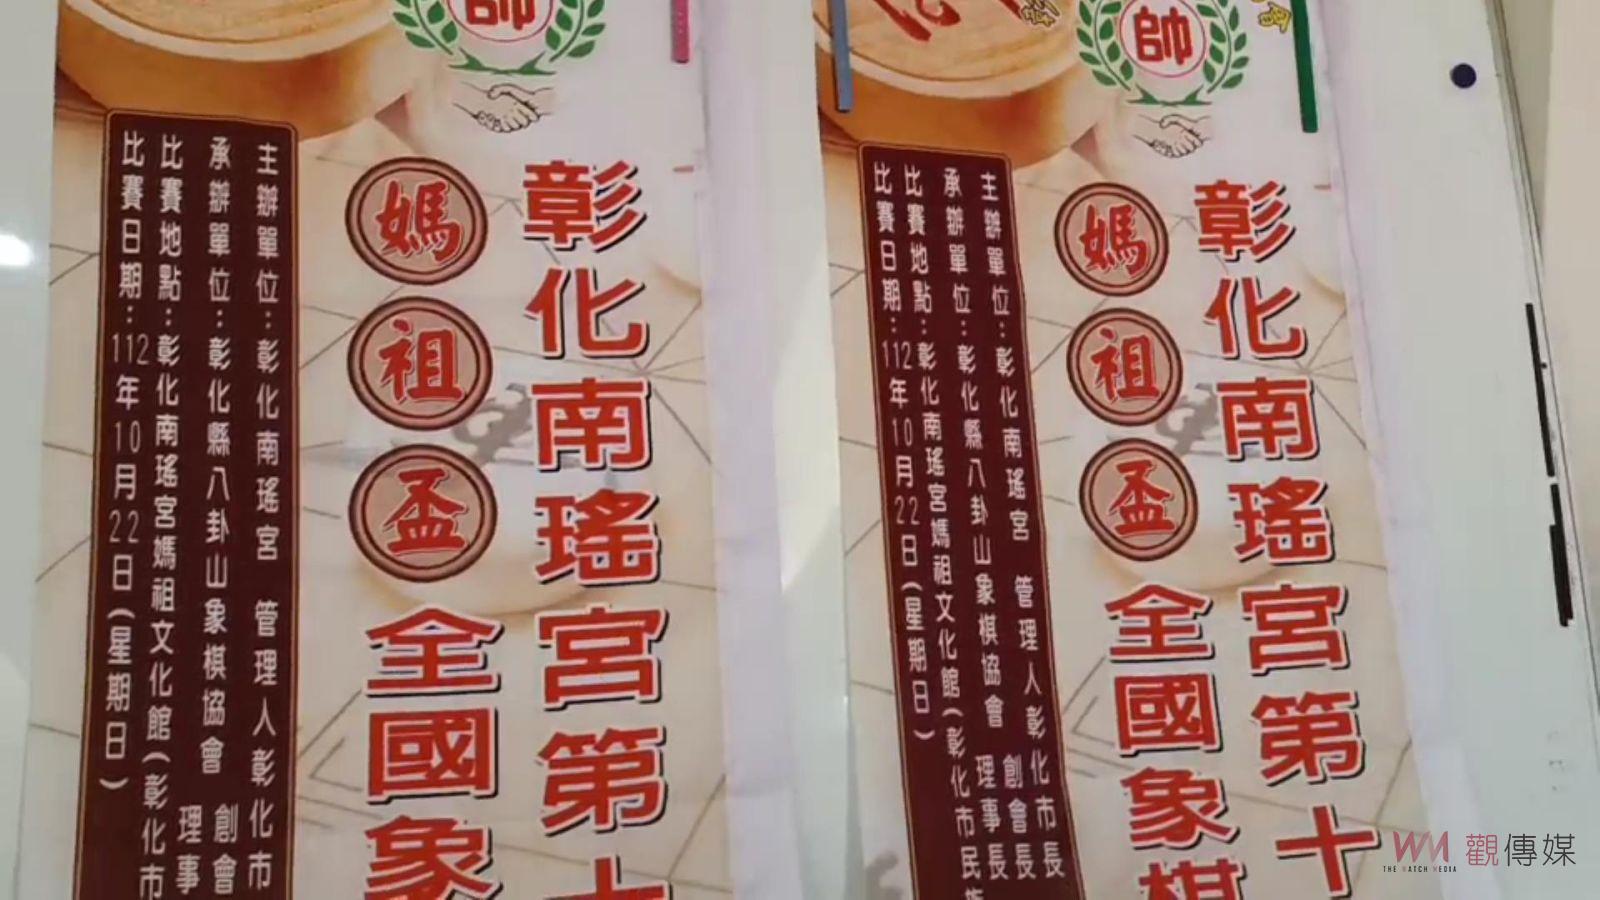 帥
彰化南瑤宮第十
媽祖盃全國象
主辦單位：彰化南瑤宮 管理人彰化市
承辦單位：彰化縣八卦山象棋協會 創會
理事
比賽地點：彰化南瑤宮媽祖文化館（彰化市
比賽日期：112年10月22日（星期日）
帥
會
彰化南瑤宮第十
媽祖盃全國象棋
主辦單位：彰化南瑤宮 管理人彰化市長
承辦單位：彰化縣八卦山象棋協會 創會長
理事長
比賽地點：彰化南瑤宮媽祖文化館（彰化市民族
比賽日期：112年10月22日（星期日）
WM 觀傳媒
THE WATCH MEDIA